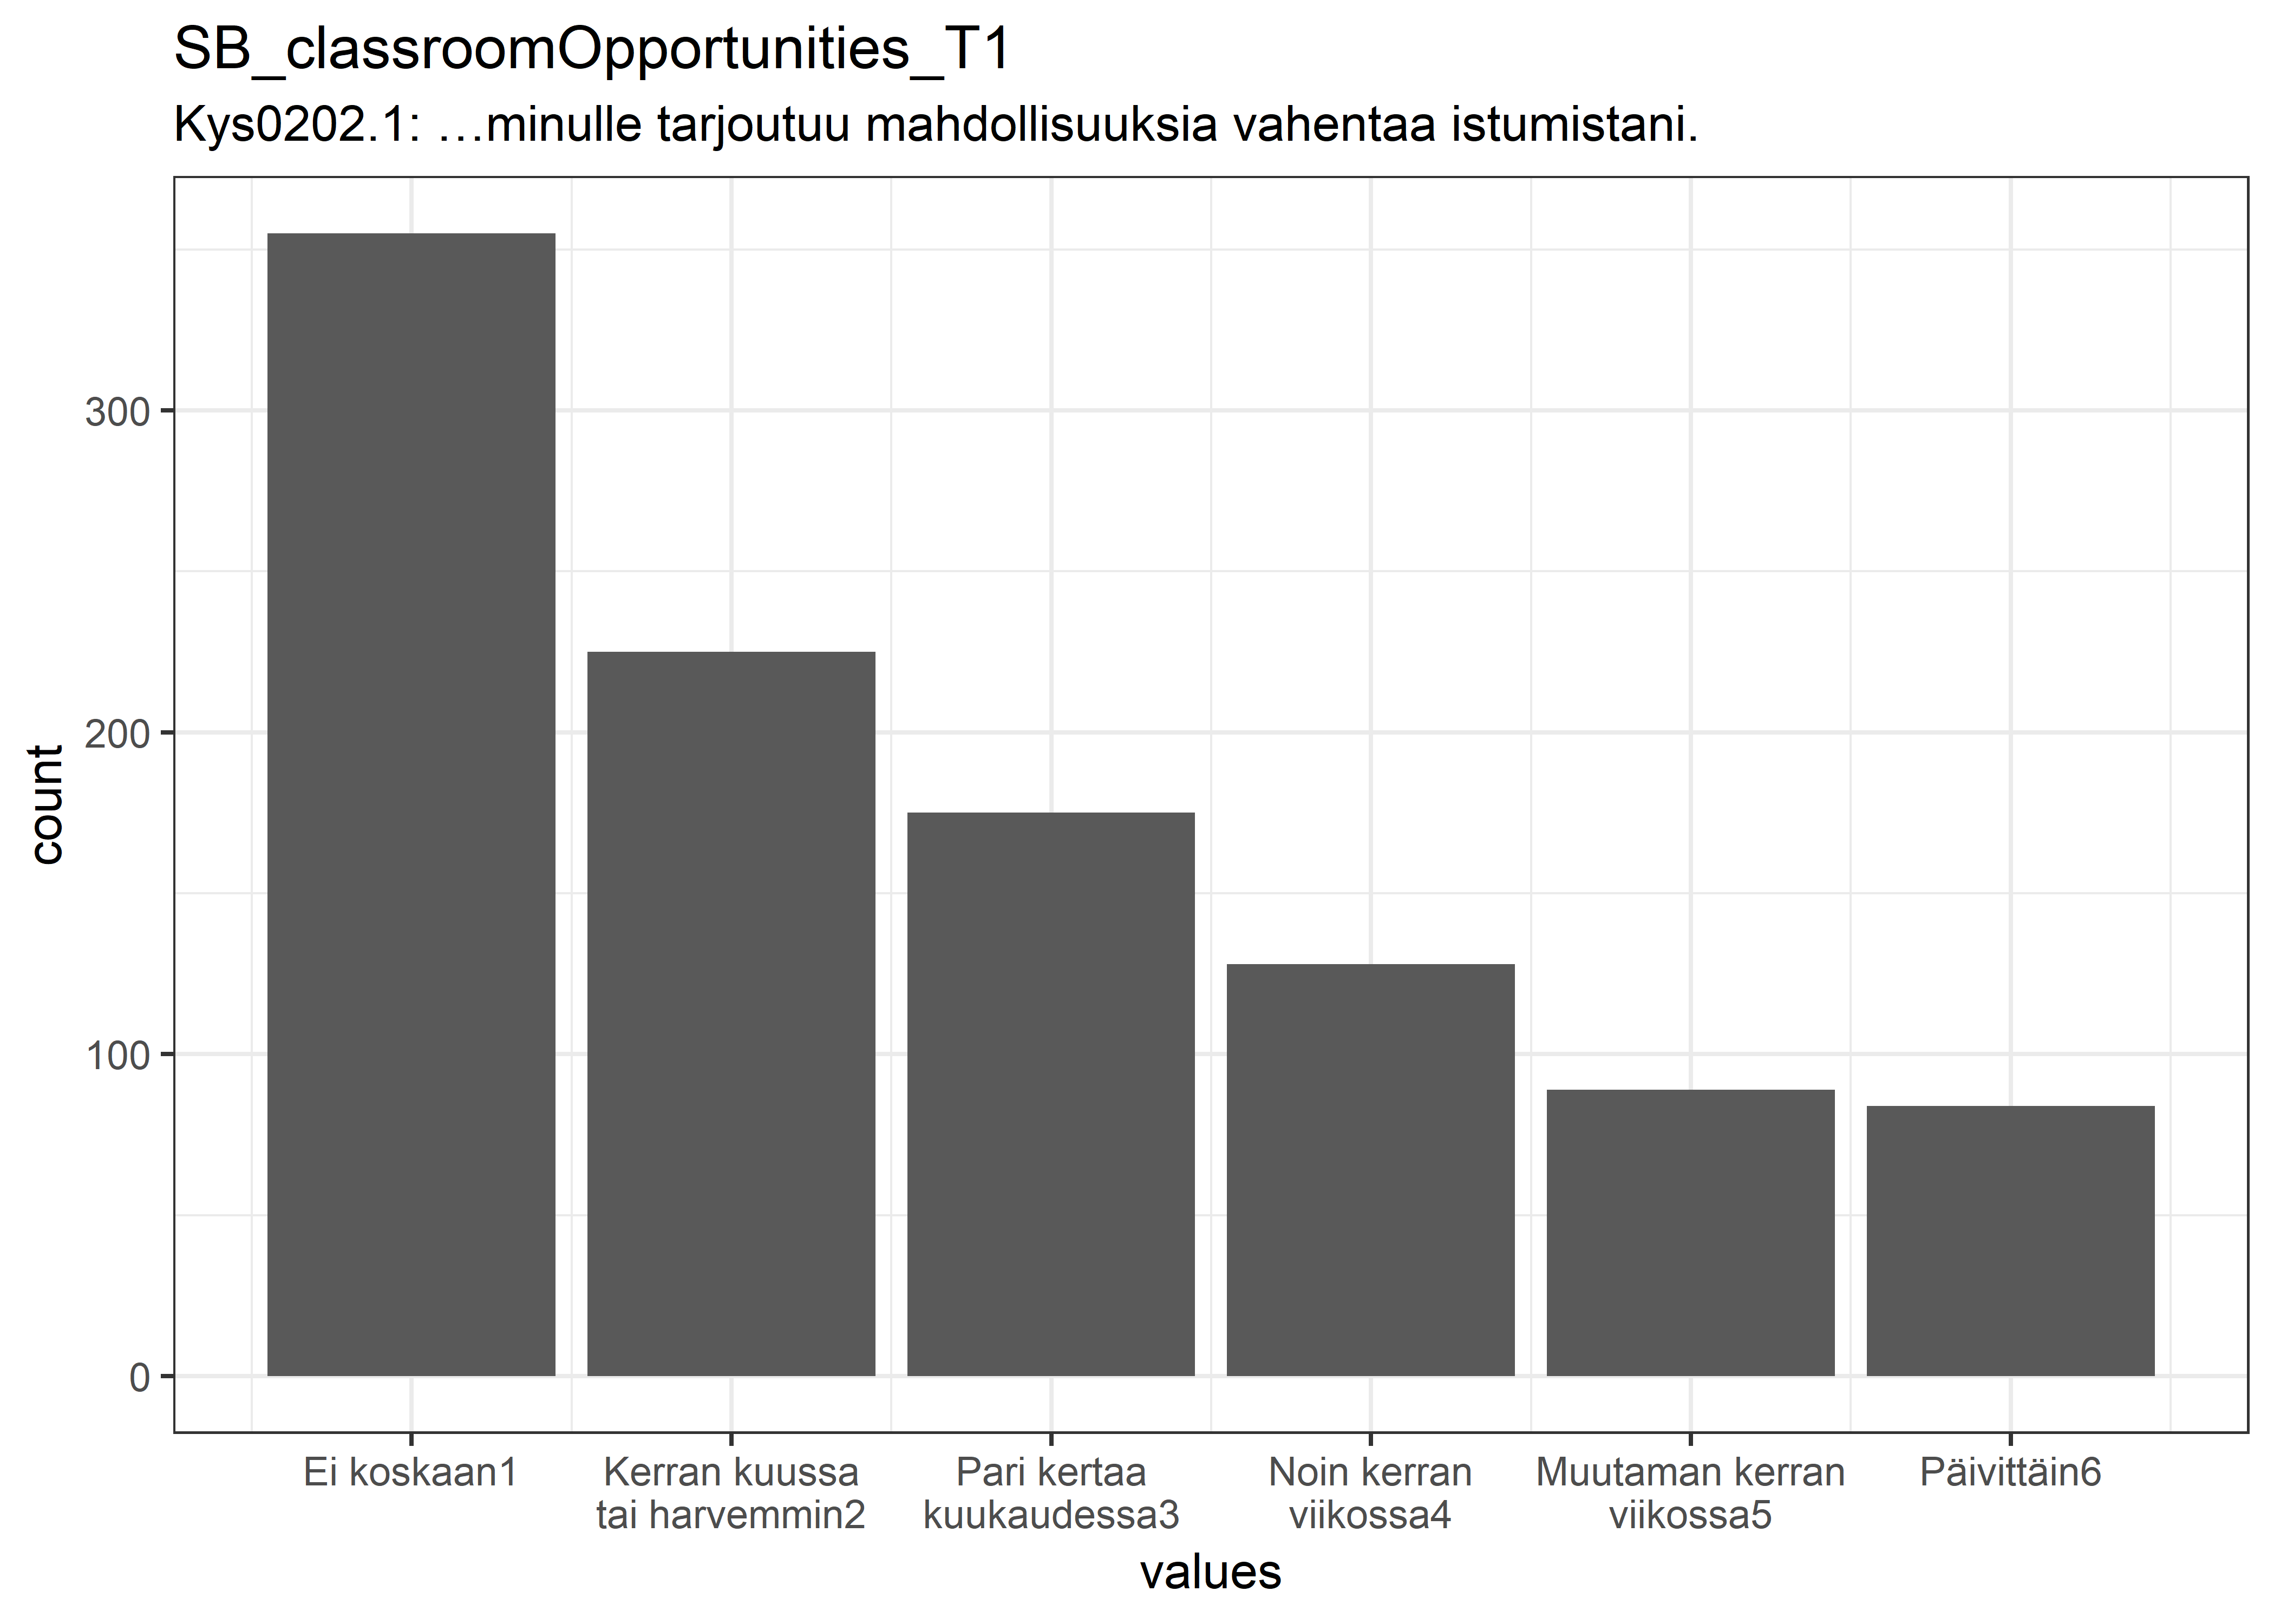 SB_classroomOpportunities_T1
Kys0202.1: …minulle tarjoutuu mahdollisuuksia vahentaa istumistani.
count
300
200
100
0
Ei koskaan1
Kerran kuussa
tai harvemmin2
Pari kertaa
kuukaudessa3
Noin kerran
viikossa4
Muutaman kerran
viikossa5
Päivittäin6
values